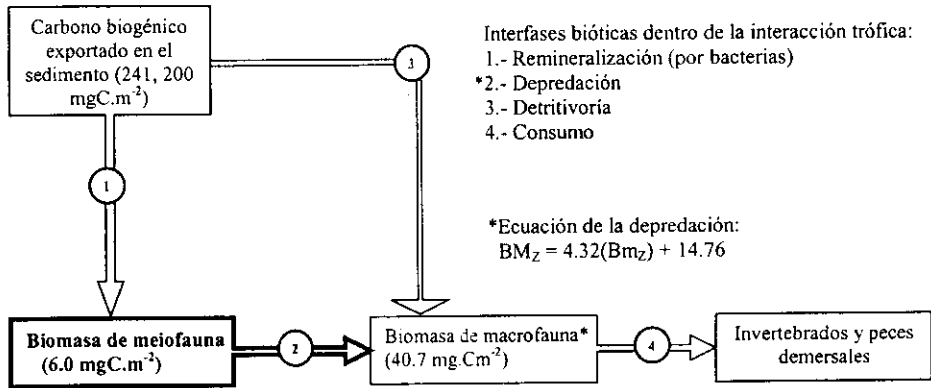 Carbono biogénico
exportado en el
sedimento (241, 200
mgC.m-2)
3
Interfases bióticas dentro de la interacción trófica:
1.- Remineralización (por bacterias)
*2.- Depredación
3.- Detritivoría
4.- Consumo
1
*Ecuación de la depredación:
BMZ = 4.32(BmZ) + 14.76
Biomasa de meiofauna
(6.0 mgC.m-2)
2
Biomasa de macrofauna*
(40.7 mg.Cm-2)
4
Invertebrados y peces
demersales